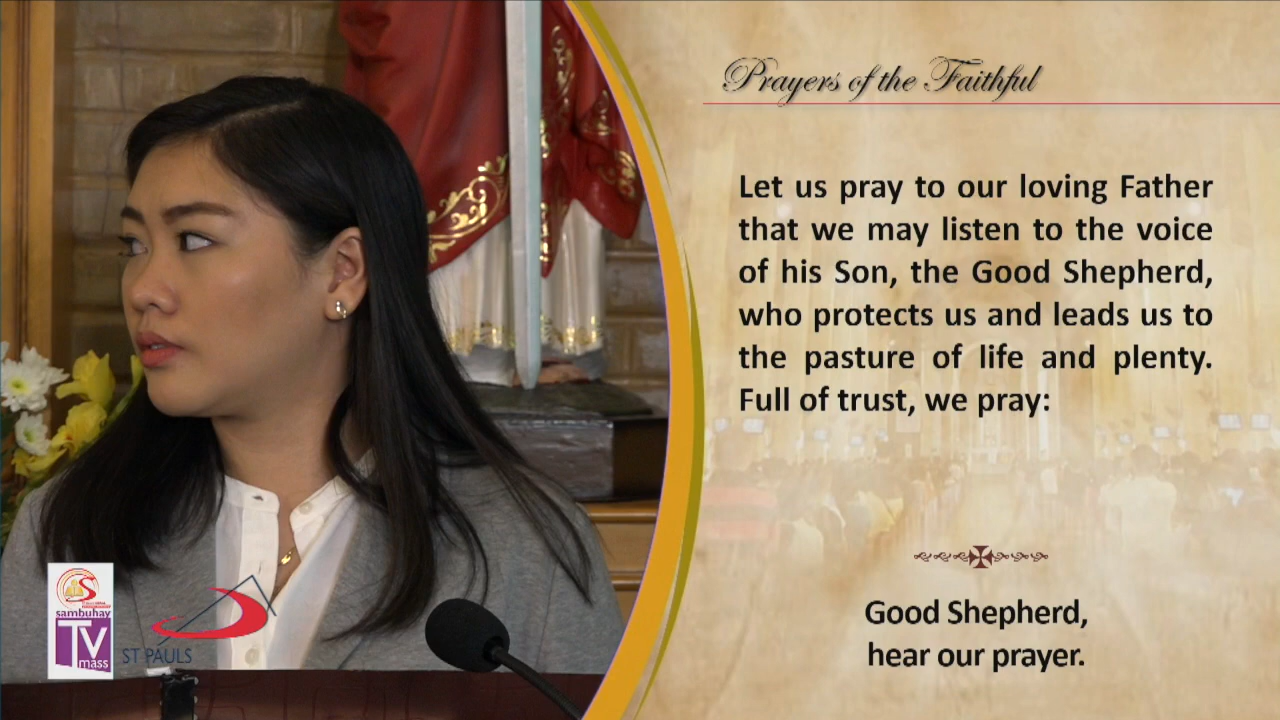 Prayers of the Faithful
Let us pray to our loving Father
that we may listen to the voice
of his Son, the Good Shepherd,
who protects us and leads us to
the pasture of life and plenty.
Full of trust, we pray:
Good Shepherd,
hear our prayer.
sambuhay
TV
mass
ST PAULS